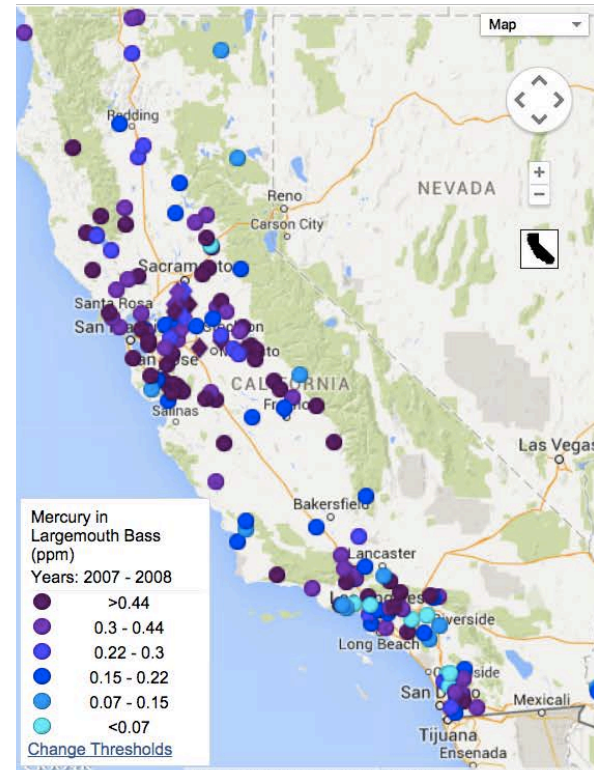 Map
Redding
Reno
NEVADA
Carson City
Sacramento
Santa Rosa
San
San Jose
CALIFORNIA
Salinas
Las Vegas
Bakersfield
Mercury in
Largemouth Bass
(ppm)
Years: 2007 - 2008
>0.44
0.3 - 0.44
0.22 - 0.3
0.15 - 0.22
0.07 - 0.15
<0.07
Change Thresholds
Lancaster
Los Angeles
Riverside
Long Beach
San Diego
Mexicali
Tijuana
Ensenada